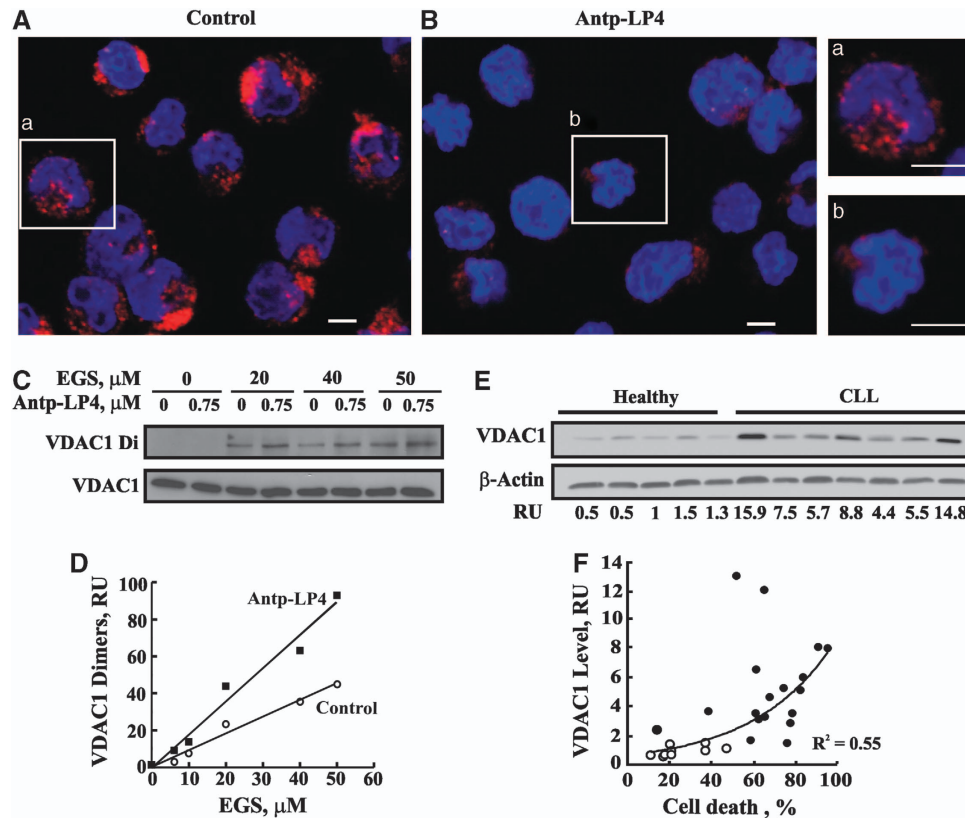 A Control
B Antp-LP4
a
b
a
b
C
EGS, μM 0 20 40 50
Antp-LP4, μM 0 0.75 0 0.75 0 0.75 0 0.75
VDAC1 Di
VDAC1
E
Healthy CLL
VDAC1
β-Actin
RU 0.5 0.5 1 1.5 1.3 15.9 7.5 5.7 8.8 4.4 5.5 14.8
D
VDAC1 Dimers, RU
100
80
60
40
20
0
Antp-LP4
Control
0 10 20 30 40 50 60
EGS, μM
F
VDAC1 Level, RU
14
12
10
8
6
4
2
0
R² = 0.55
0 20 40 60 80 100
Cell death , %